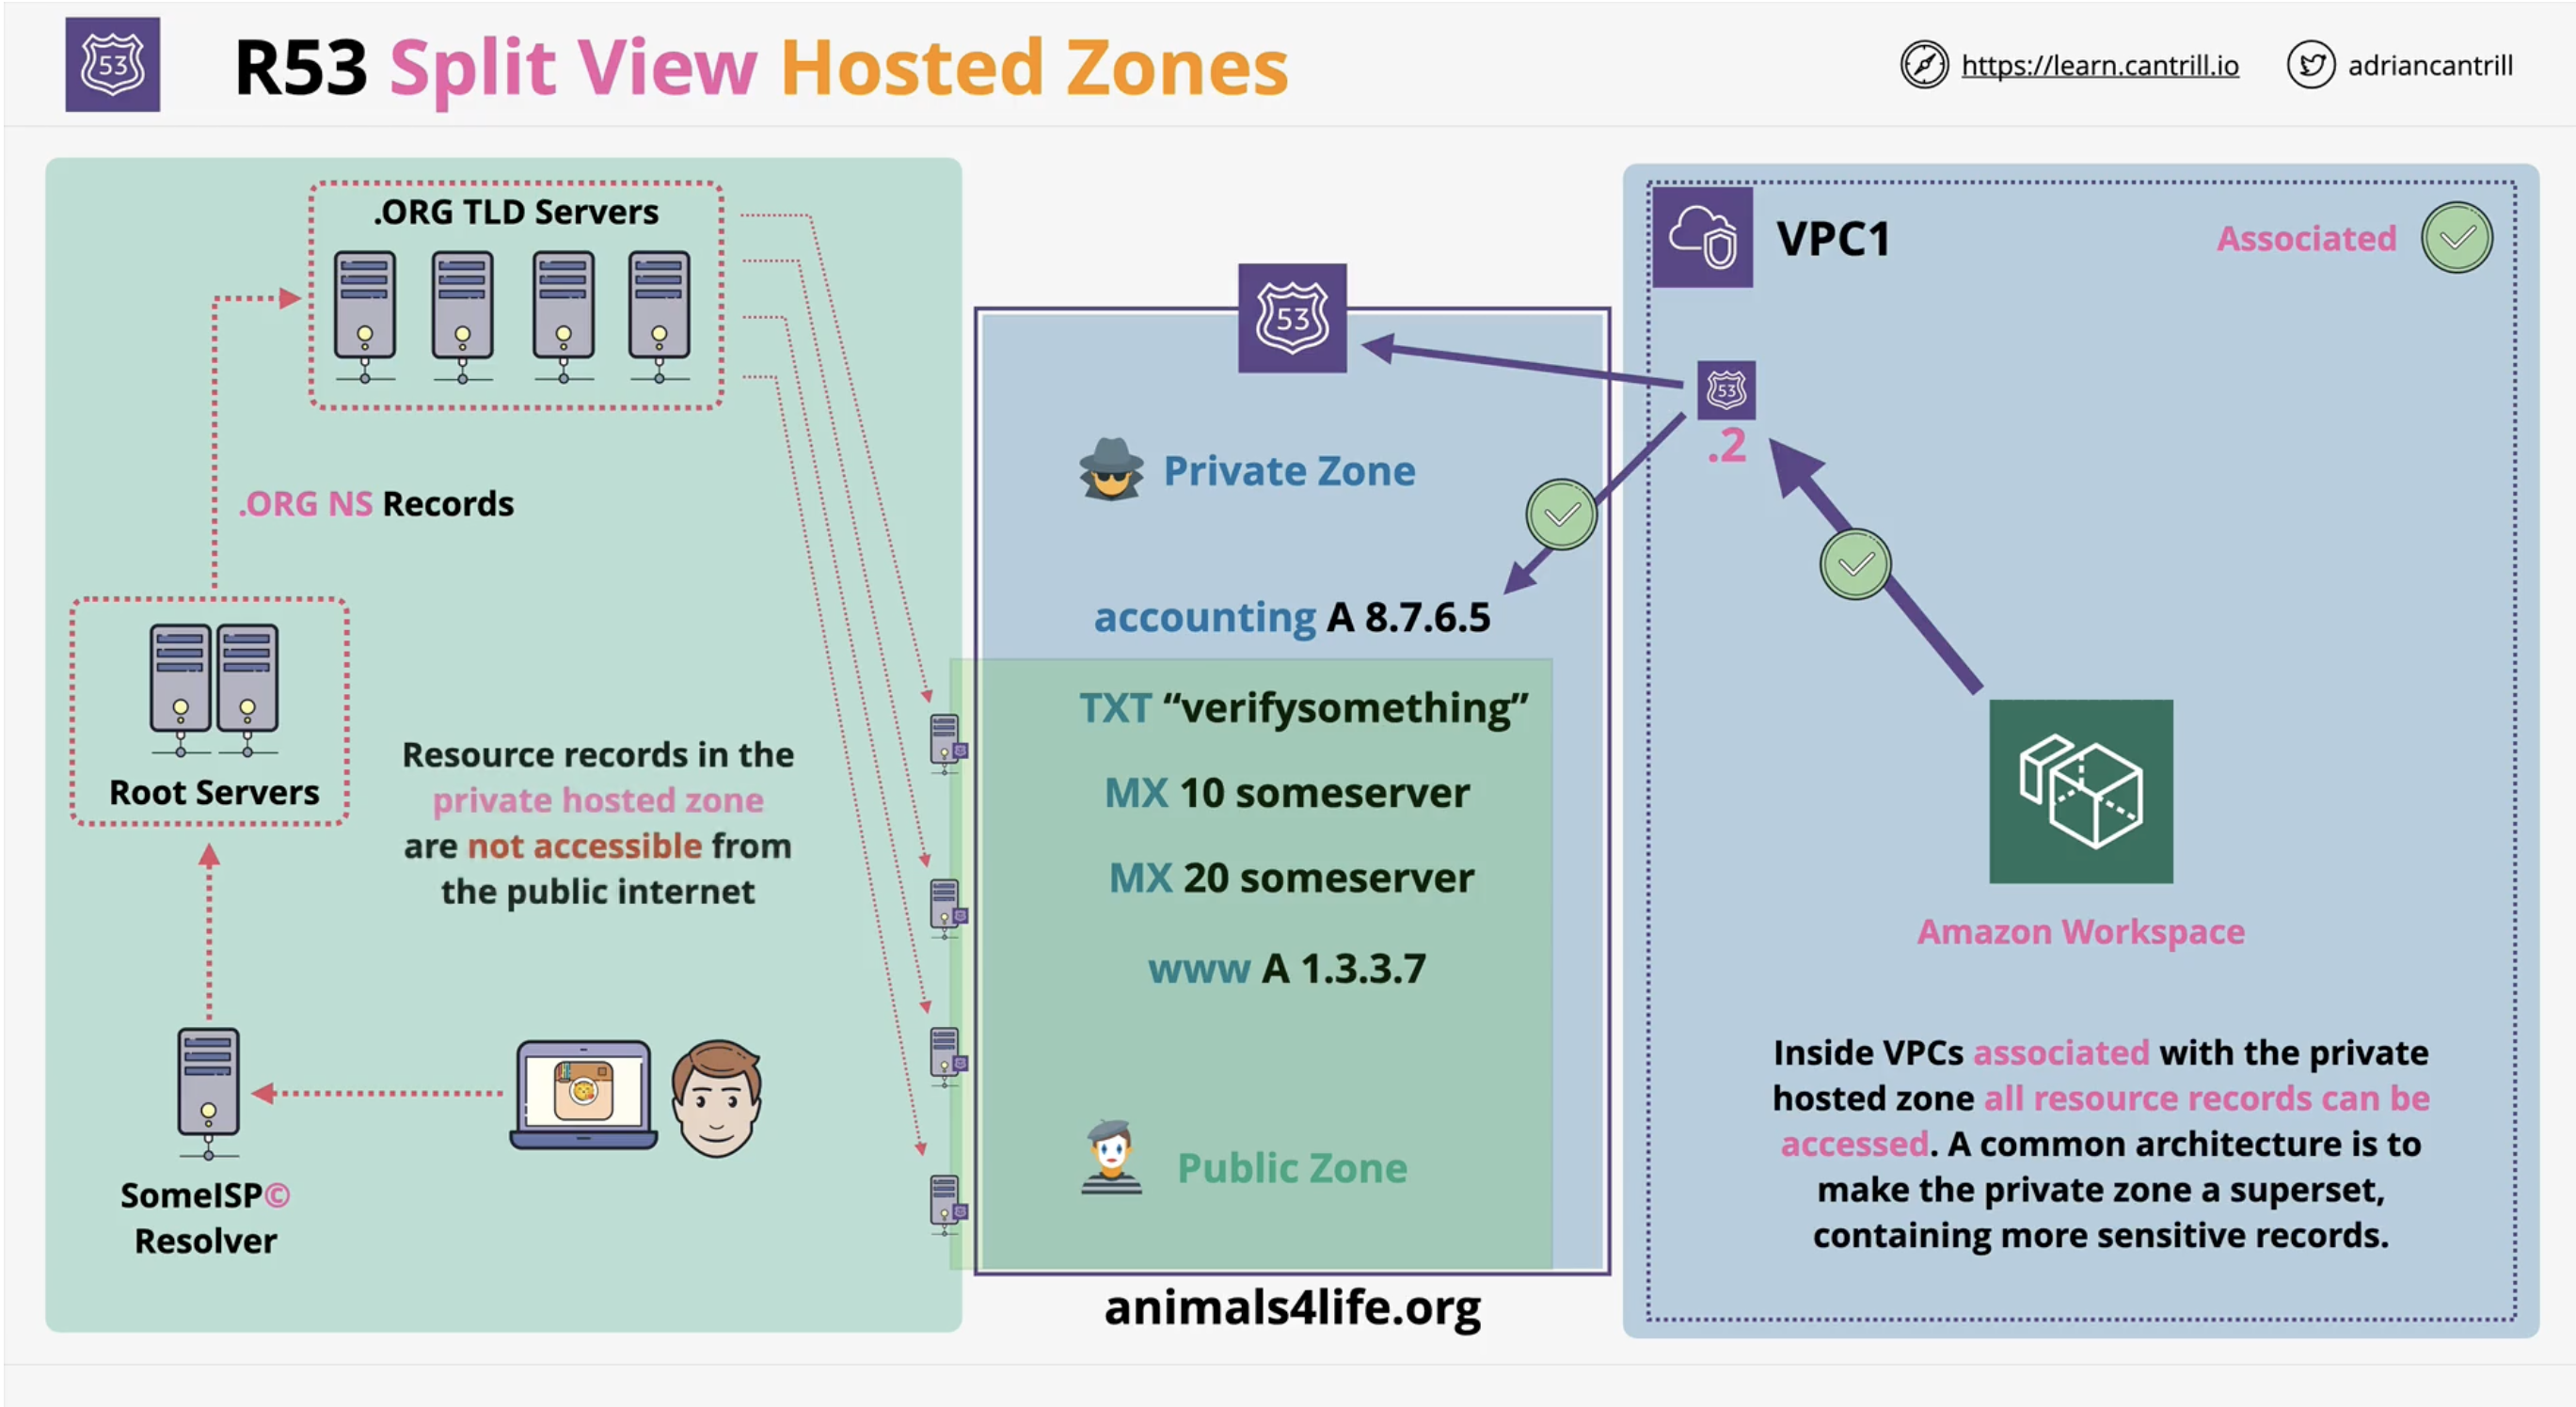 53
R53 Split View Hosted Zones
https://learn.cantrill.io
adriancantrill
.ORG TLD Servers
.ORG NS Records
Root Servers
Resource records in the
private hosted zone
are not accessible from
the public internet
SomeISP©
Resolver
53
Private Zone
accounting A 8.7.6.5
TXT “verifysomething”
MX 10 someserver
MX 20 someserver
www A 1.3.3.7
Public Zone
animals4life.org
VPC1
Associated
53
.2
Amazon Workspace
Inside VPCs associated with the private
hosted zone all resource records can be
accessed. A common architecture is to
make the private zone a superset,
containing more sensitive records.